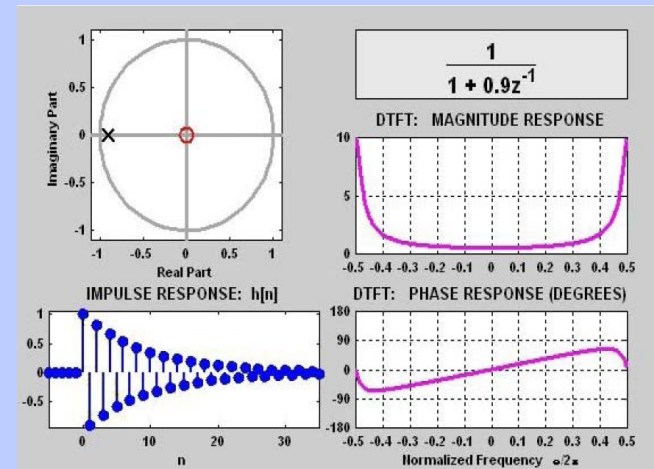 1
1 + 0.9z^-1
Imaginary Part
1
0.5
0
-0.5
-1
-1 -0.5 0 0.5 1
Real Part
DTFT: MAGNITUDE RESPONSE
10
5
0
-0.5 -0.4 -0.3 -0.2 -0.1 0 0.1 0.2 0.3 0.4 0.5
IMPULSE RESPONSE: h[n]
1
0.5
0
-0.5
0 10 20 30
n
DTFT: PHASE RESPONSE (DEGREES)
180
90
0
-90
-180
-0.5 -0.4 -0.3 -0.2 -0.1 0 0.1 0.2 0.3 0.4 0.5
Normalized Frequency